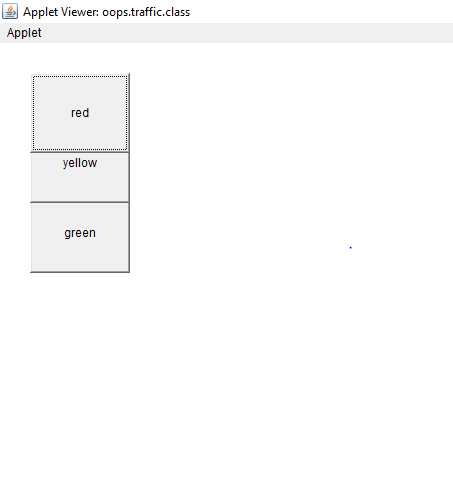 Applet Viewer: oops.traffic.class
Applet
red
yellow
green